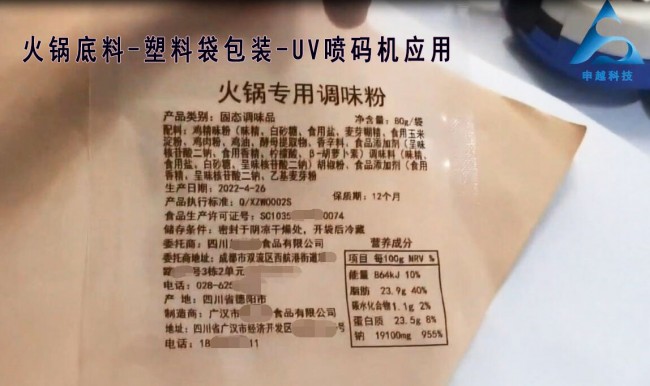 火锅底料-塑料袋包装-UV喷码机应用
申越科技
火锅专用调味粉
产品类别：固态调味品 净含量：80g/袋
配料：鸡精味粉（味精、白砂糖、食用盐、麦芽糊精、食用玉米
淀粉、鸡肉粉、鸡油、酵母提取物、香辛料、食品添加剂（呈味
核苷酸二钠、食用香精、柠檬酸、β-胡萝卜素）调味料（味精、
食用盐、白砂糖、呈味核苷酸二钠）胡椒粉、食品添加剂（食用
香精、呈味核苷酸二钠、乙基麦芽粉
生产日期：2022-4-26 保质期：12个月
产品执行标准：Q/XZW0002S
食品生产许可证号：SC1035 0074
储存条件：密封于阴凉干燥处，开袋后冷藏
委托商：四川 食品有限公司
委托商地址：成都市双流区西航港街道
号3栋2单元
电话：028-625
产 地：四川省德阳市
制造商：广汉市 食品有限公司
地址：四川省广汉市经济开发区
电话：18 11
营养成分
项目 每100g NRV %
能量 864kJ 10%
脂肪 23.9g 40%
碳水化合物 1.1g 2%
蛋白质 23.5g 8%
钠 19100mg 955%